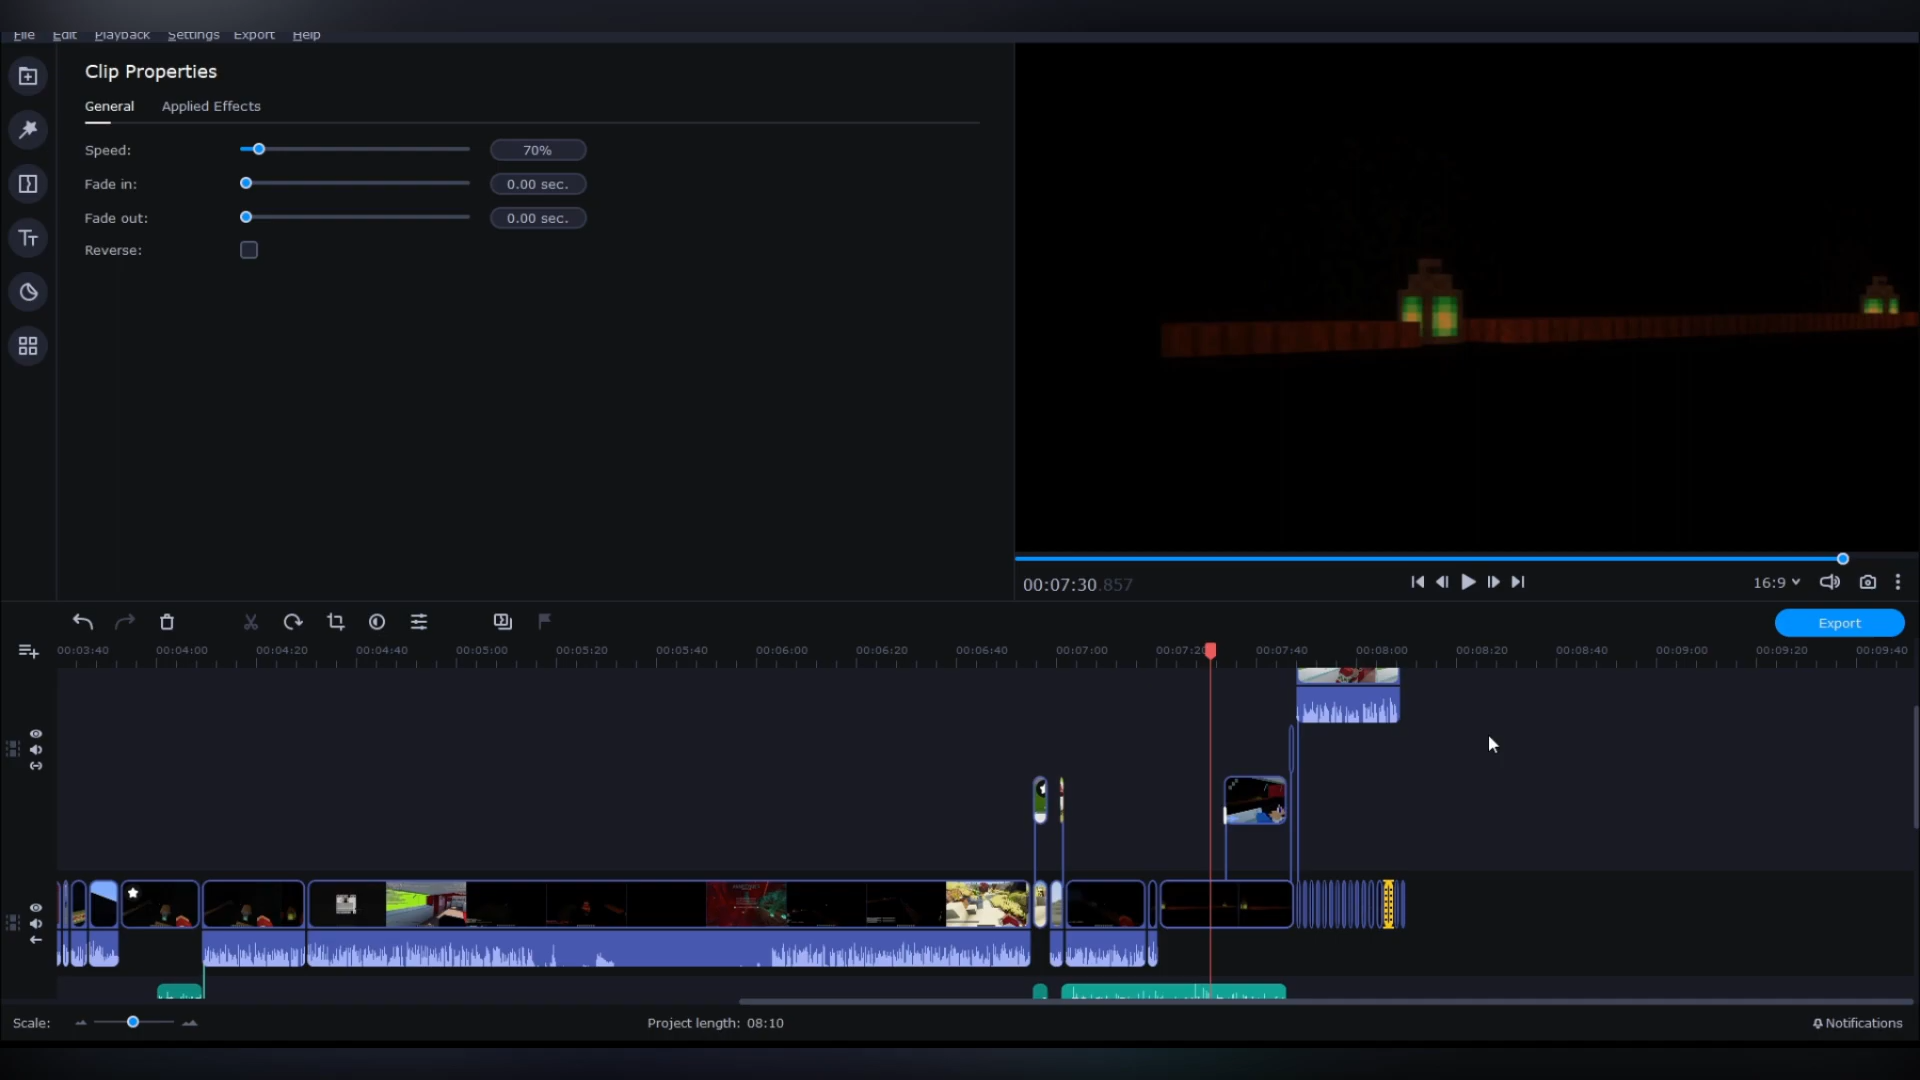 File Edit Playback Settings Export Help
Clip Properties
General Applied Effects
Speed: 70%
Fade in: 0.00 sec.
Fade out: 0.00 sec.
Reverse:
00:07:30.857
16:9
Export
00:03:40 00:04:00 00:04:20 00:04:40 00:05:00 00:05:20 00:05:40 00:06:00 00:06:20 00:06:40 00:07:00 00:07:20 00:07:40 00:08:00 00:08:20 00:08:40 00:09:00 00:09:20 00:09:40
Scale:
Project length: 08:10
Notifications